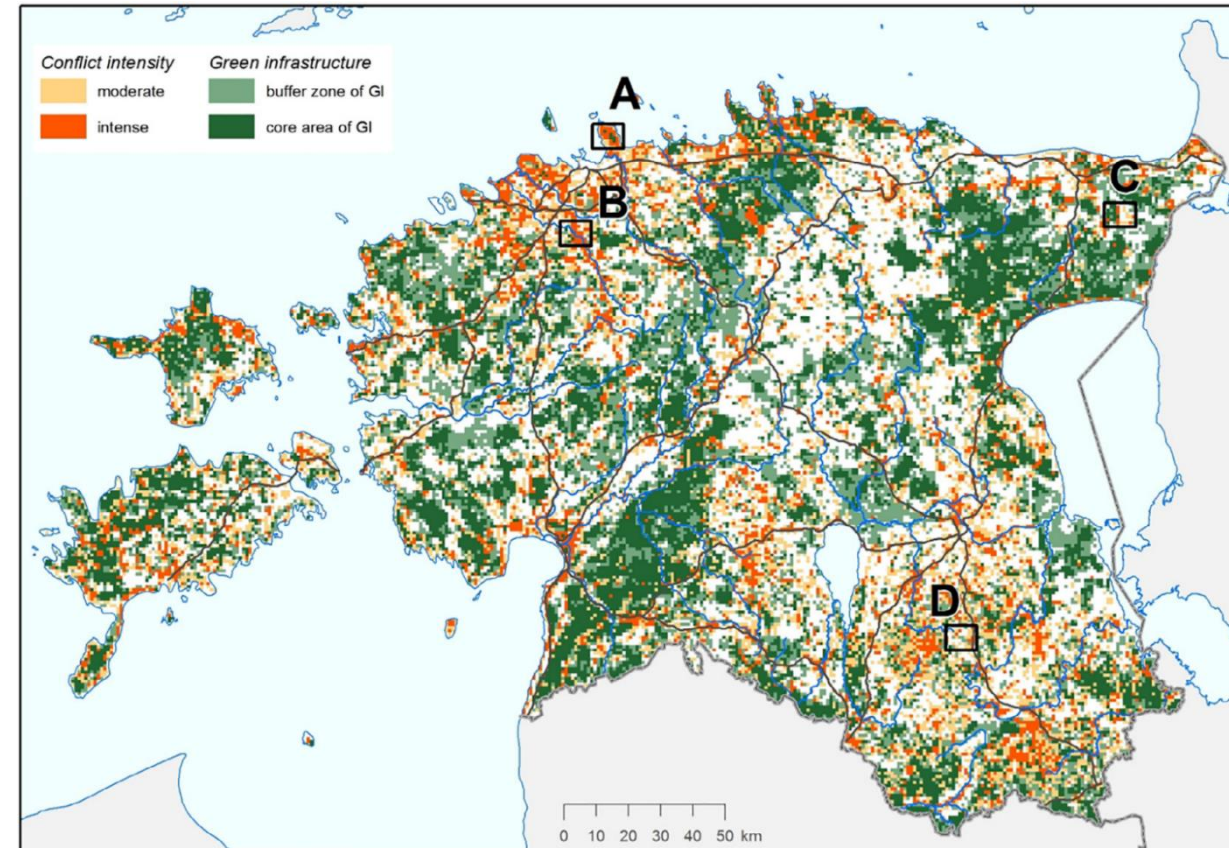 Conflict intensity
moderate
intense
Green infrastructure
buffer zone of GI
core area of GI
A
B
C
D
0 10 20 30 40 50 km